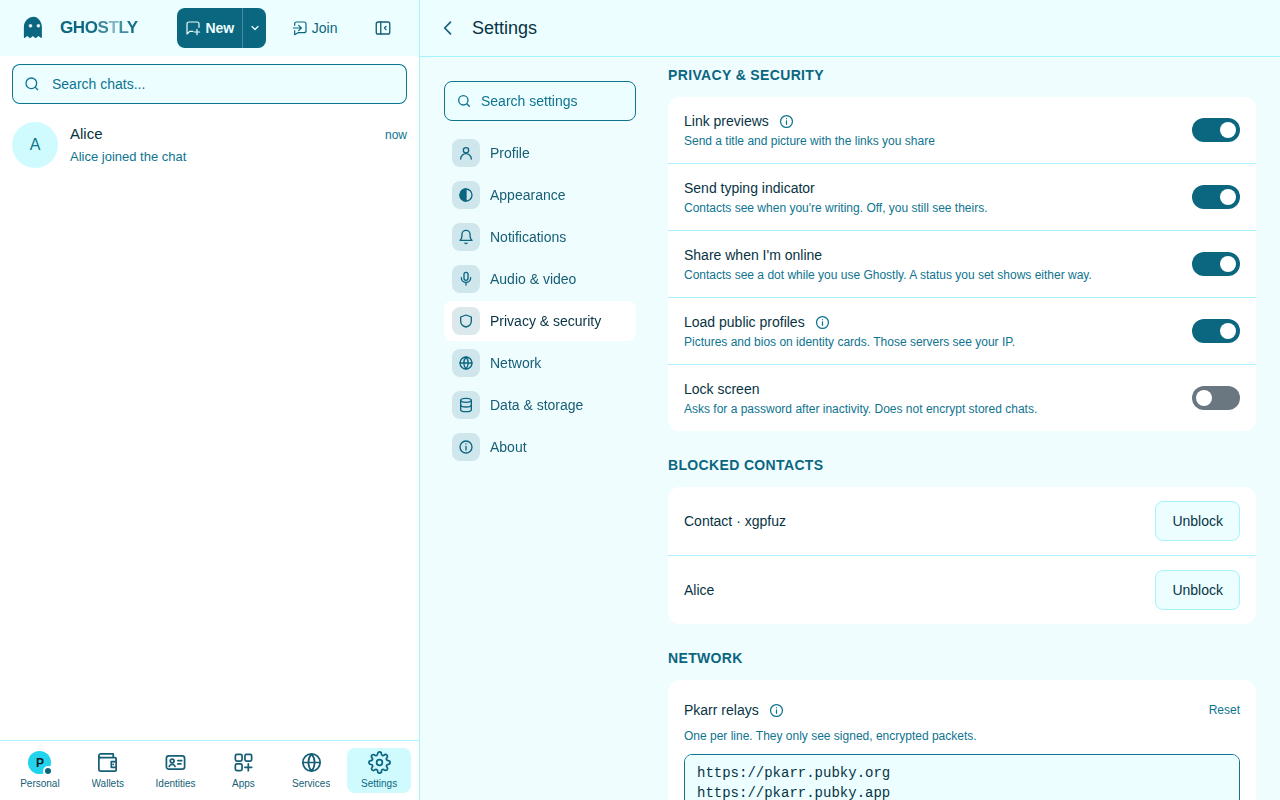 GHOSTLY
New
Join
Search chats...
A
Alice
now
Alice joined the chat
Personal
P
Wallets
Identities
Apps
Services
Settings
Settings
Search settings
Profile
Appearance
Notifications
Audio & video
Privacy & security
Network
Data & storage
About
PRIVACY & SECURITY
Link previews
Send a title and picture with the links you share
Send typing indicator
Contacts see when you're writing. Off, you still see theirs.
Share when I'm online
Contacts see a dot while you use Ghostly. A status you set shows either way.
Load public profiles
Pictures and bios on identity cards. Those servers see your IP.
Lock screen
Asks for a password after inactivity. Does not encrypt stored chats.
BLOCKED CONTACTS
Contact · xgpfuz
Unblock
Alice
Unblock
NETWORK
Pkarr relays
Reset
One per line. They only see signed, encrypted packets.
https://pkarr.pubky.org
https://pkarr.pubky.app